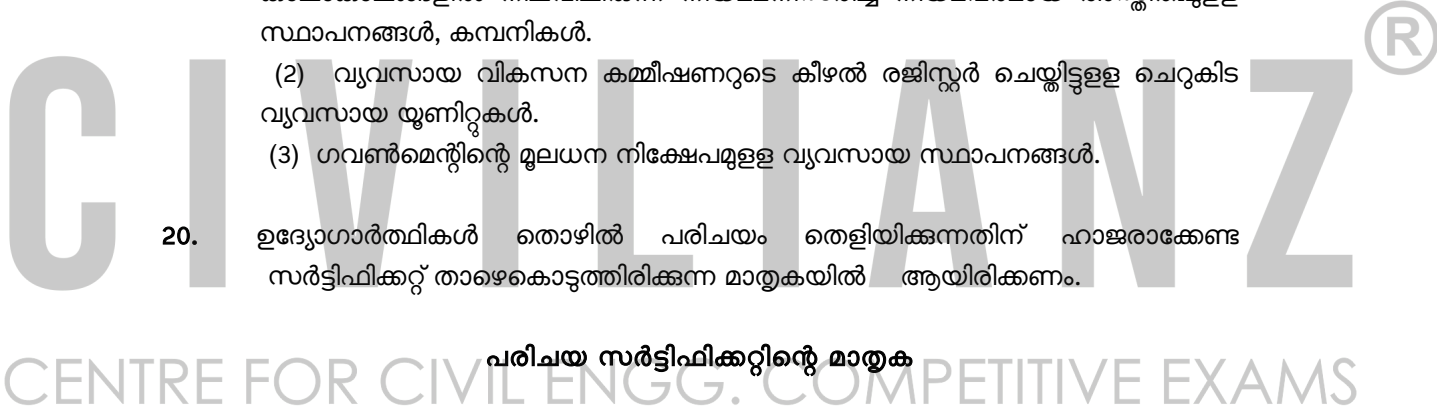 സ്ഥാപനങ്ങൾ, കമ്പനികൾ.
(2) വ്യവസായ വികസന കമ്മീഷണറുടെ കീഴൽ രജിസ്റ്റർ ചെയ്തിട്ടുളള ചെറുകിട
വ്യവസായ യൂണിറ്റുകൾ.
(3) ഗവൺമെന്റിന്റെ മൂലധന നിക്ഷേപമുളള വ്യവസായ സ്ഥാപനങ്ങൾ.
20. ഉദ്യോഗാർത്ഥികൾ തൊഴിൽ പരിചയം തെളിയിക്കുന്നതിന് ഹാജരാക്കേണ്ട
സർട്ടിഫിക്കറ്റ് താഴെകൊടുത്തിരിക്കുന്ന മാതൃകയിൽ ആയിരിക്കണം.
പരിചയ സർട്ടിഫിക്കറ്റിന്റെ മാതൃക
CIVILIANZ ®
CENTRE FOR CIVIL ENGG. COMPETITIVE EXAMS